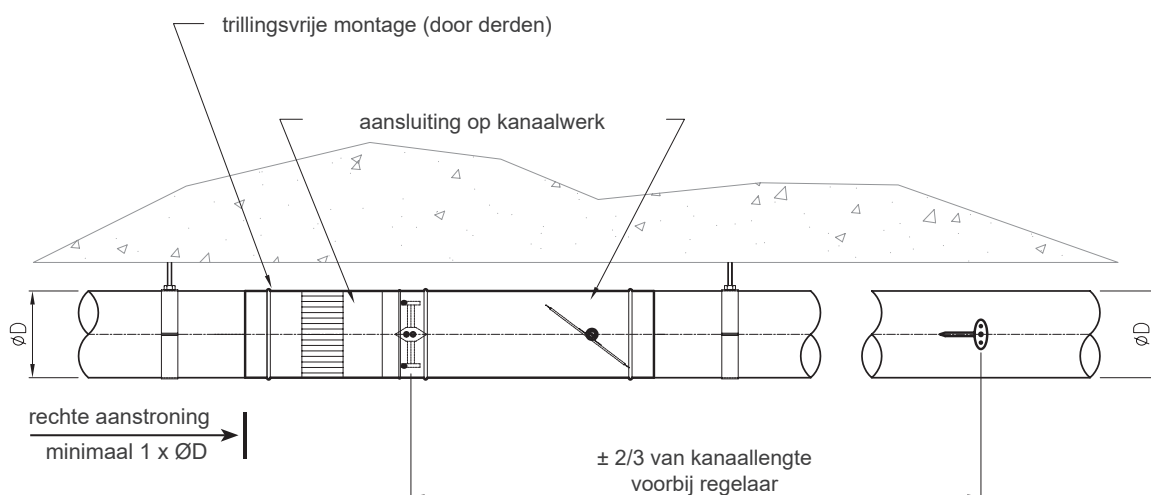 trillingsvrije montage (door derden)
aansluiting op kanaalwerk
ØD
ØD
rechte aanstroning
minimaal 1 x ØD
± 2/3 van kanaallengte
voorbij regelaar